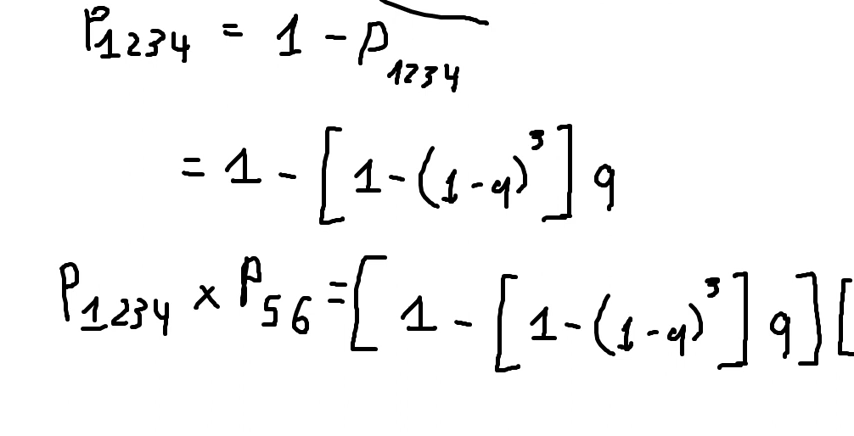 P₁₂₃₄ = 1 - P₁₂₃₄
= 1 - [1-(1-q)³] q
P₁₂₃₄ × P₅₆ = [1 - [1-(1-q)³] q] [